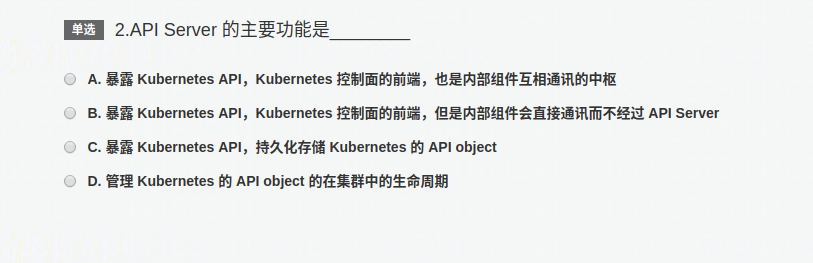 单选 2.API Server 的主要功能是________
A. 暴露 Kubernetes API，Kubernetes 控制面的前端，也是内部组件互相通讯的中枢
B. 暴露 Kubernetes API，Kubernetes 控制面的前端，但是内部组件会直接通讯而不经过 API Server
C. 暴露 Kubernetes API，持久化存储 Kubernetes 的 API object
D. 管理 Kubernetes 的 API object 的在集群中的生命周期